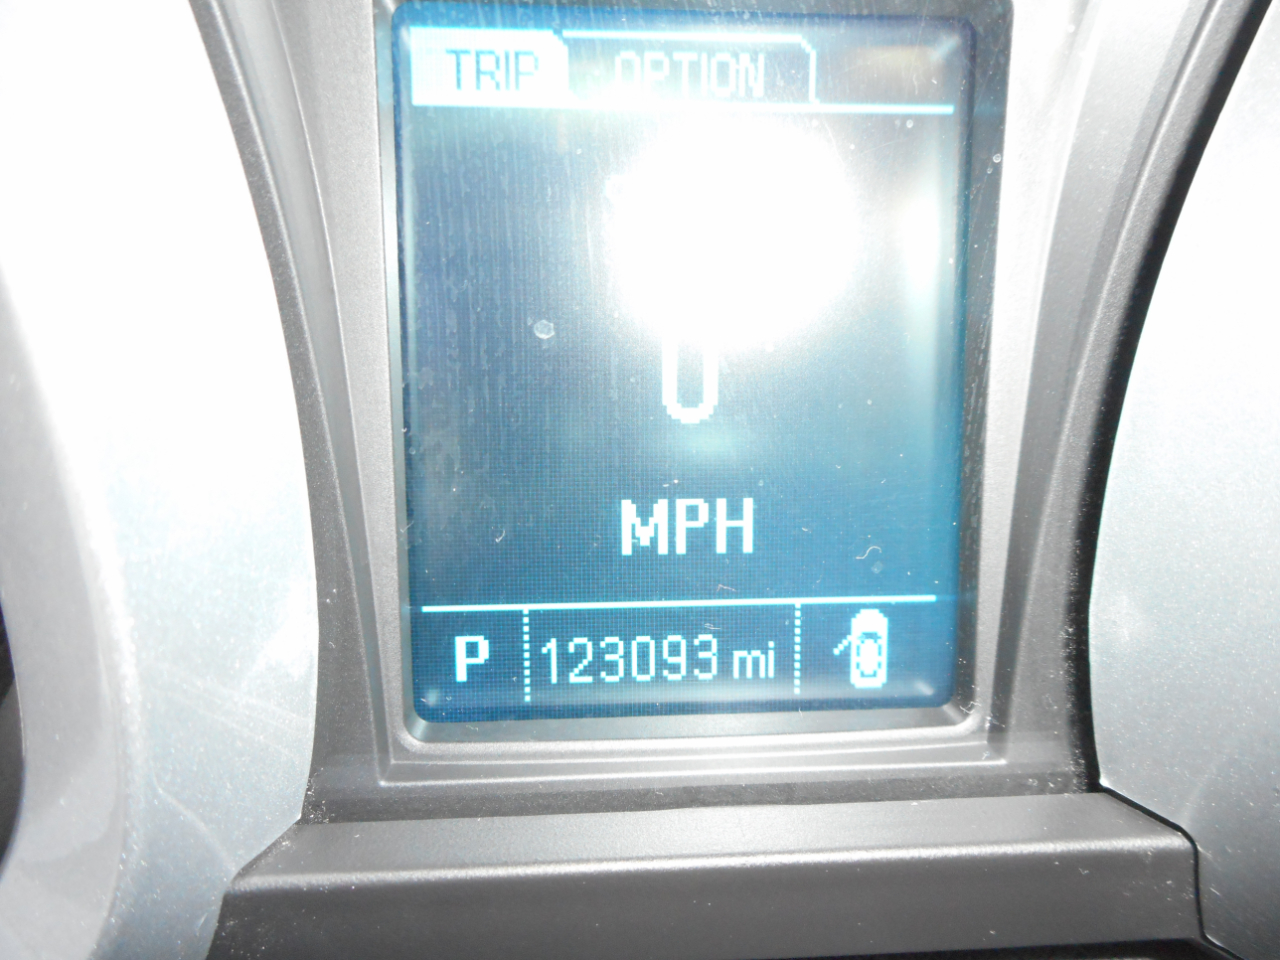 TRIP OPTION
0
MPH
P 123093 mi